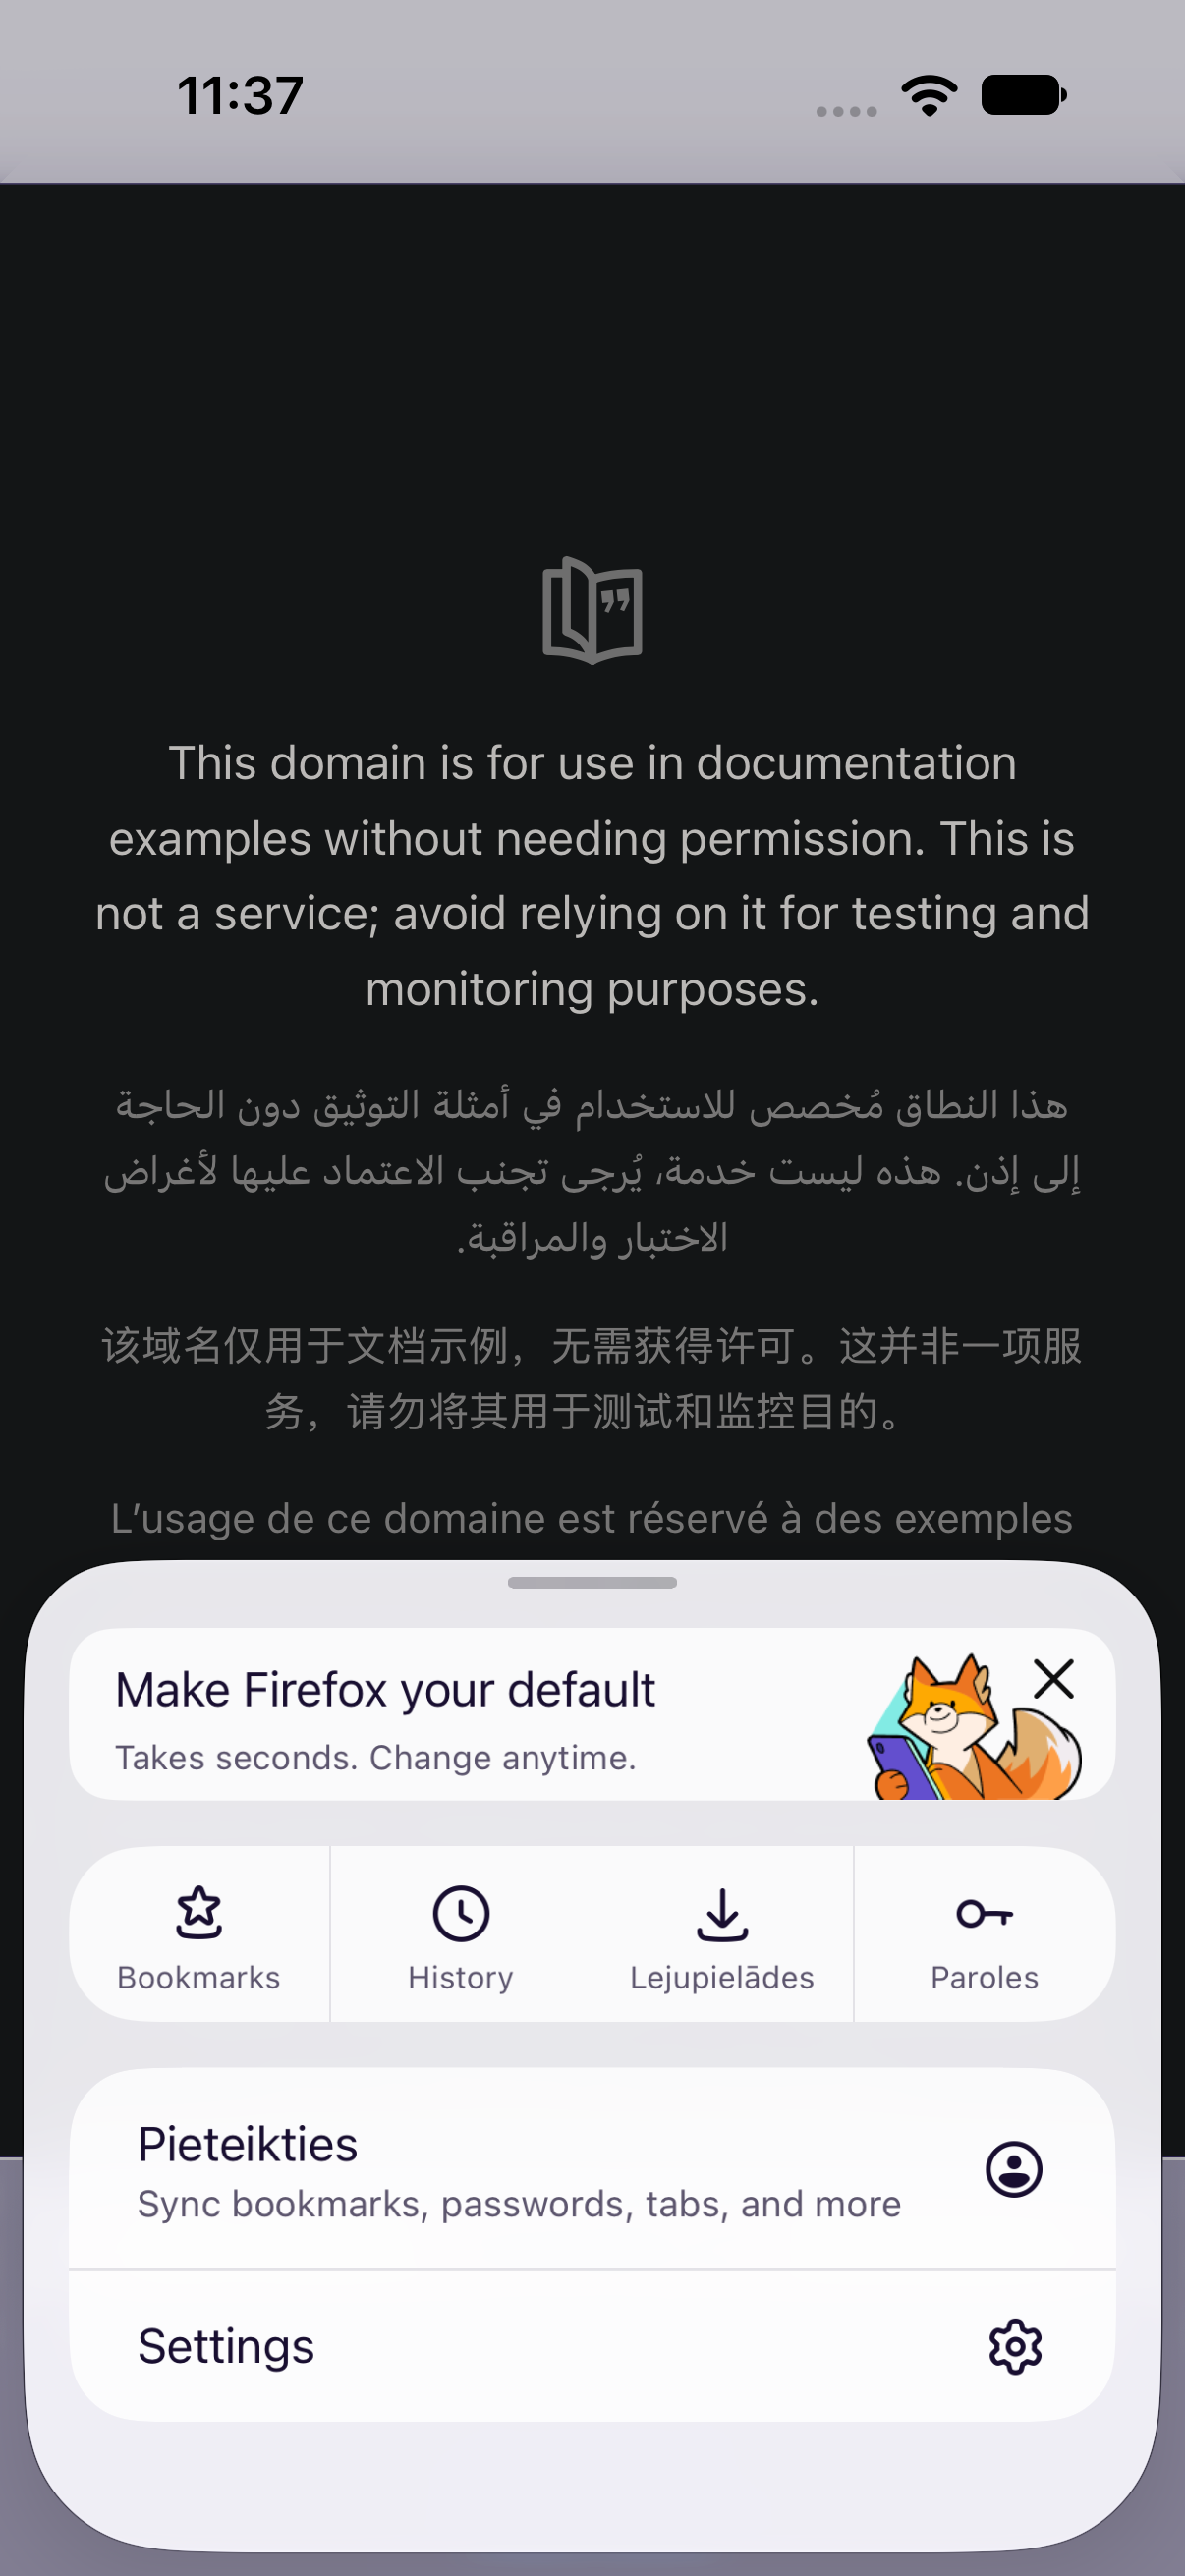 11:37
This domain is for use in documentation
examples without needing permission. This is
not a service; avoid relying on it for testing and
monitoring purposes.
هذا النطاق مُخصص للاستخدام في أمثلة التوثيق دون الحاجة
إلى إذن. هذه ليست خدمة، يُرجى تجنب الاعتماد عليها لأغراض
الاختبار والمراقبة.
该域名仅用于文档示例，无需获得许可。这并非一项服
务，请勿将其用于测试和监控目的。
L’usage de ce domaine est réservé à des exemples
Make Firefox your default
Takes seconds. Change anytime.
Bookmarks
History
Lejupielādes
Paroles
Pieteikties
Sync bookmarks, passwords, tabs, and more
Settings